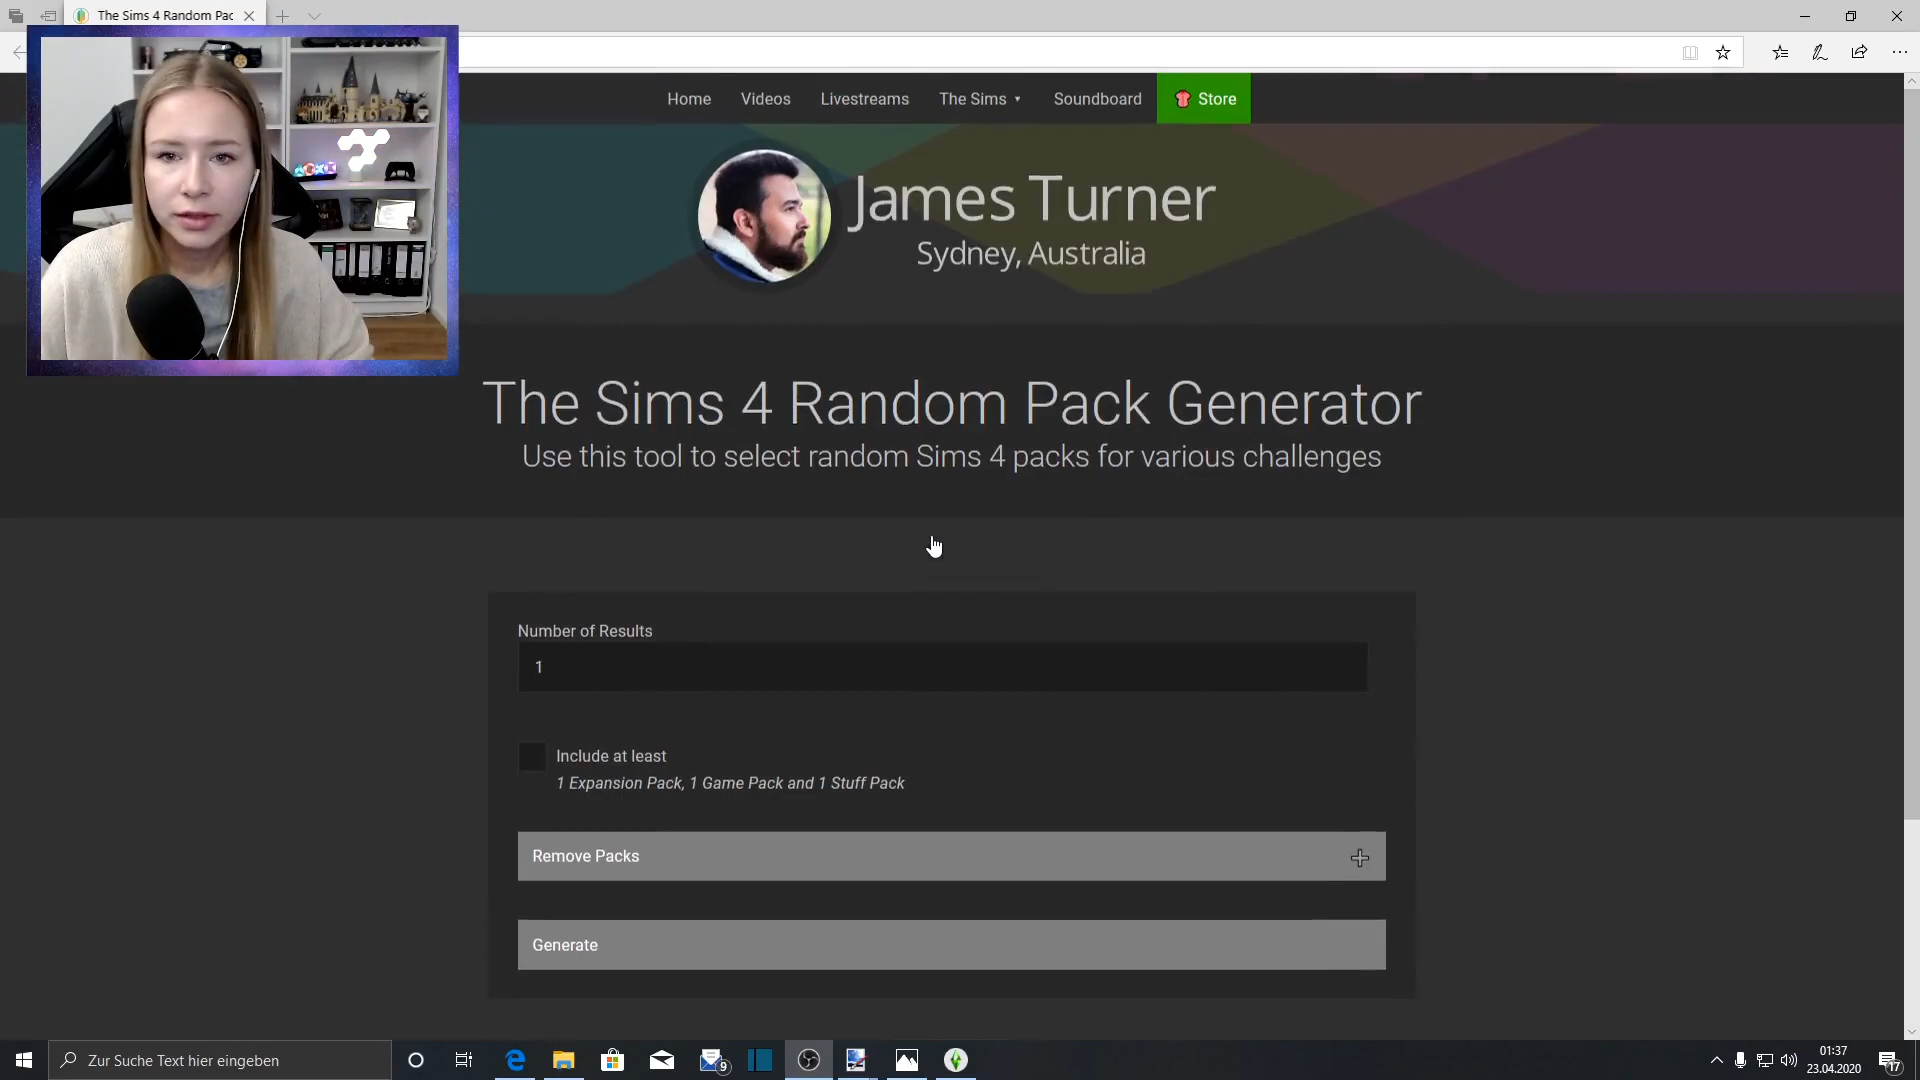 The Sims 4 Random Pac
Home
Videos
Livestreams
The Sims
Soundboard
Store
James Turner
Sydney, Australia
The Sims 4 Random Pack Generator
Use this tool to select random Sims 4 packs for various challenges
Number of Results
1
Include at least
1 Expansion Pack, 1 Game Pack and 1 Stuff Pack
Remove Packs
Generate
Zur Suche Text hier eingeben
9
01:37
23.04.2020
17